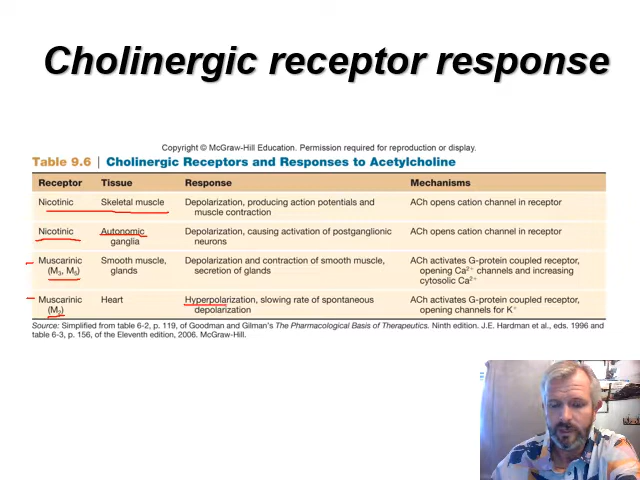 Cholinergic receptor response
Copyright © McGraw-Hill Education. Permission required for reproduction or display.
Table 9.6 | Cholinergic Receptors and Responses to Acetylcholine
Receptor Tissue Response Mechanisms
Nicotinic Skeletal muscle Depolarization, producing action potentials and ACh opens cation channel in receptor
muscle contraction
Nicotinic Autonomic Depolarization, causing activation of postganglionic ACh opens cation channel in receptor
ganglia neurons
Muscarinic Smooth muscle, Depolarization and contraction of smooth muscle, ACh activates G-protein coupled receptor,
(M₃, M₅) glands secretion of glands opening Ca²⁺ channels and increasing
cytosolic Ca²⁺
Muscarinic Heart Hyperpolarization, slowing rate of spontaneous ACh activates G-protein coupled receptor,
(M₂) depolarization opening channels for K⁺
Source: Simplified from table 6-2, p. 119, of Goodman and Gilman's The Pharmacological Basis of Therapeutics. Ninth edition. J.E. Hardman et al., eds. 1996 and
table 6-3, p. 156, of the Eleventh edition, 2006. McGraw-Hill.